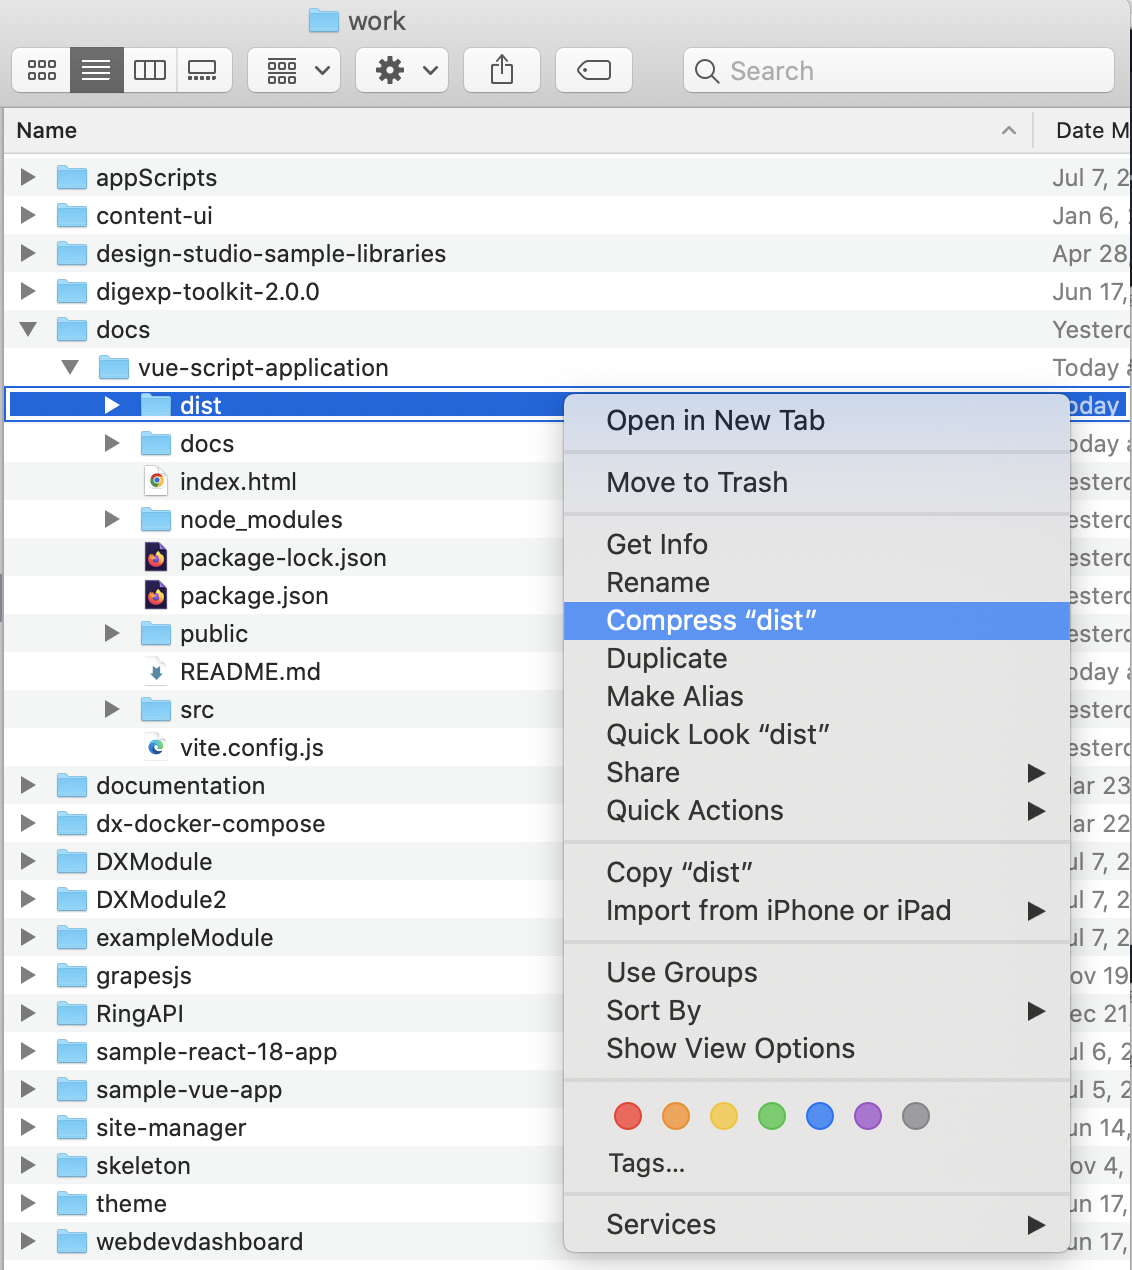 work
Search
Name Date M
appScripts Jul 7, 2
content-ui Jan 6,
design-studio-sample-libraries Apr 28,
digexp-toolkit-2.0.0 Jun 17,
docs Yesterd
vue-script-application Today
dist oday
docs oday
index.html esterd
node_modules esterd
package-lock.json esterd
package.json esterd
public esterd
README.md oday
src esterd
vite.config.js esterd
documentation ar 23
dx-docker-compose ar 22
DXModule ul 7, 2
DXModule2 ul 7, 2
exampleModule ul 7, 2
grapesjs ov 19
RingAPI ec 21
sample-react-18-app ul 6, 2
sample-vue-app ul 5, 2
site-manager un 14,
skeleton ov 4,
theme un 17,
webdevdashboard un 17,
Open in New Tab
Move to Trash
Get Info
Rename
Compress “dist”
Duplicate
Make Alias
Quick Look “dist”
Share
Quick Actions
Copy “dist”
Import from iPhone or iPad
Use Groups
Sort By
Show View Options
Tags...
Services